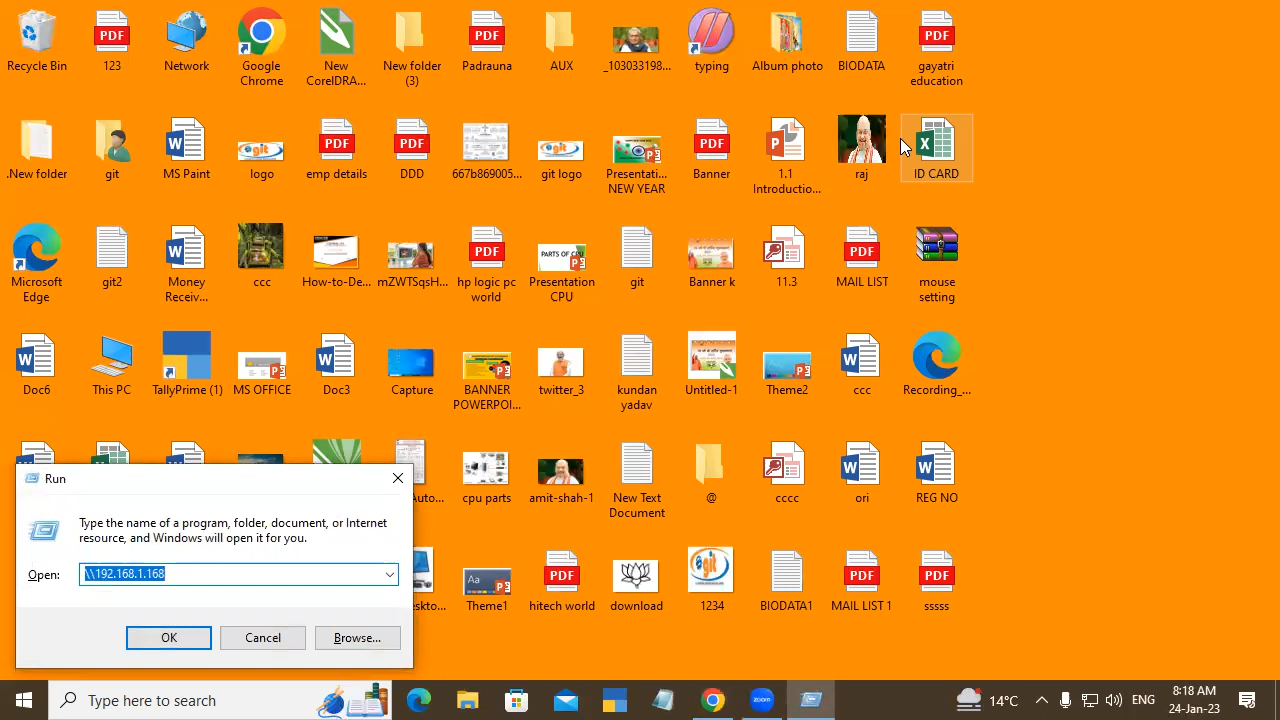 Recycle Bin
123
Network
Google
Chrome
New
CorelDRA...
New folder
(3)
Padrauna
AUX
_103033198...
typing
Album photo
BIODATA
gayatri
education
.New folder
git
MS Paint
logo
emp details
DDD
667b869005...
git logo
Presentati...
NEW YEAR
Banner
1.1
Introductio...
raj
ID CARD
Microsoft
Edge
git2
Money
Receiv...
ccc
How-to-De...
mZWTSqsH...
hp logic pc
world
PARTS OF CPU
Presentation
CPU
git
Banner k
11.3
MAIL LIST
mouse
setting
Doc6
This PC
TallyPrime (1)
MS OFFICE
Doc3
Capture
BANNER
POWERPOI...
twitter_3
kundan
yadav
Untitled-1
Theme2
ccc
Recording_...
Auto...
cpu parts
amit-shah-1
New Text
Document
@
cccc
ori
REG NO
Theme1
hitech world
download
1234
BIODATA1
MAIL LIST 1
sssss
Run
Type the name of a program, folder, document, or Internet
resource, and Windows will open it for you.
Open:
\\192.168.1.168
OK
Cancel
Browse...
Type here to search
zoom
14°C
ENG
8:18 AM
24-Jan-23